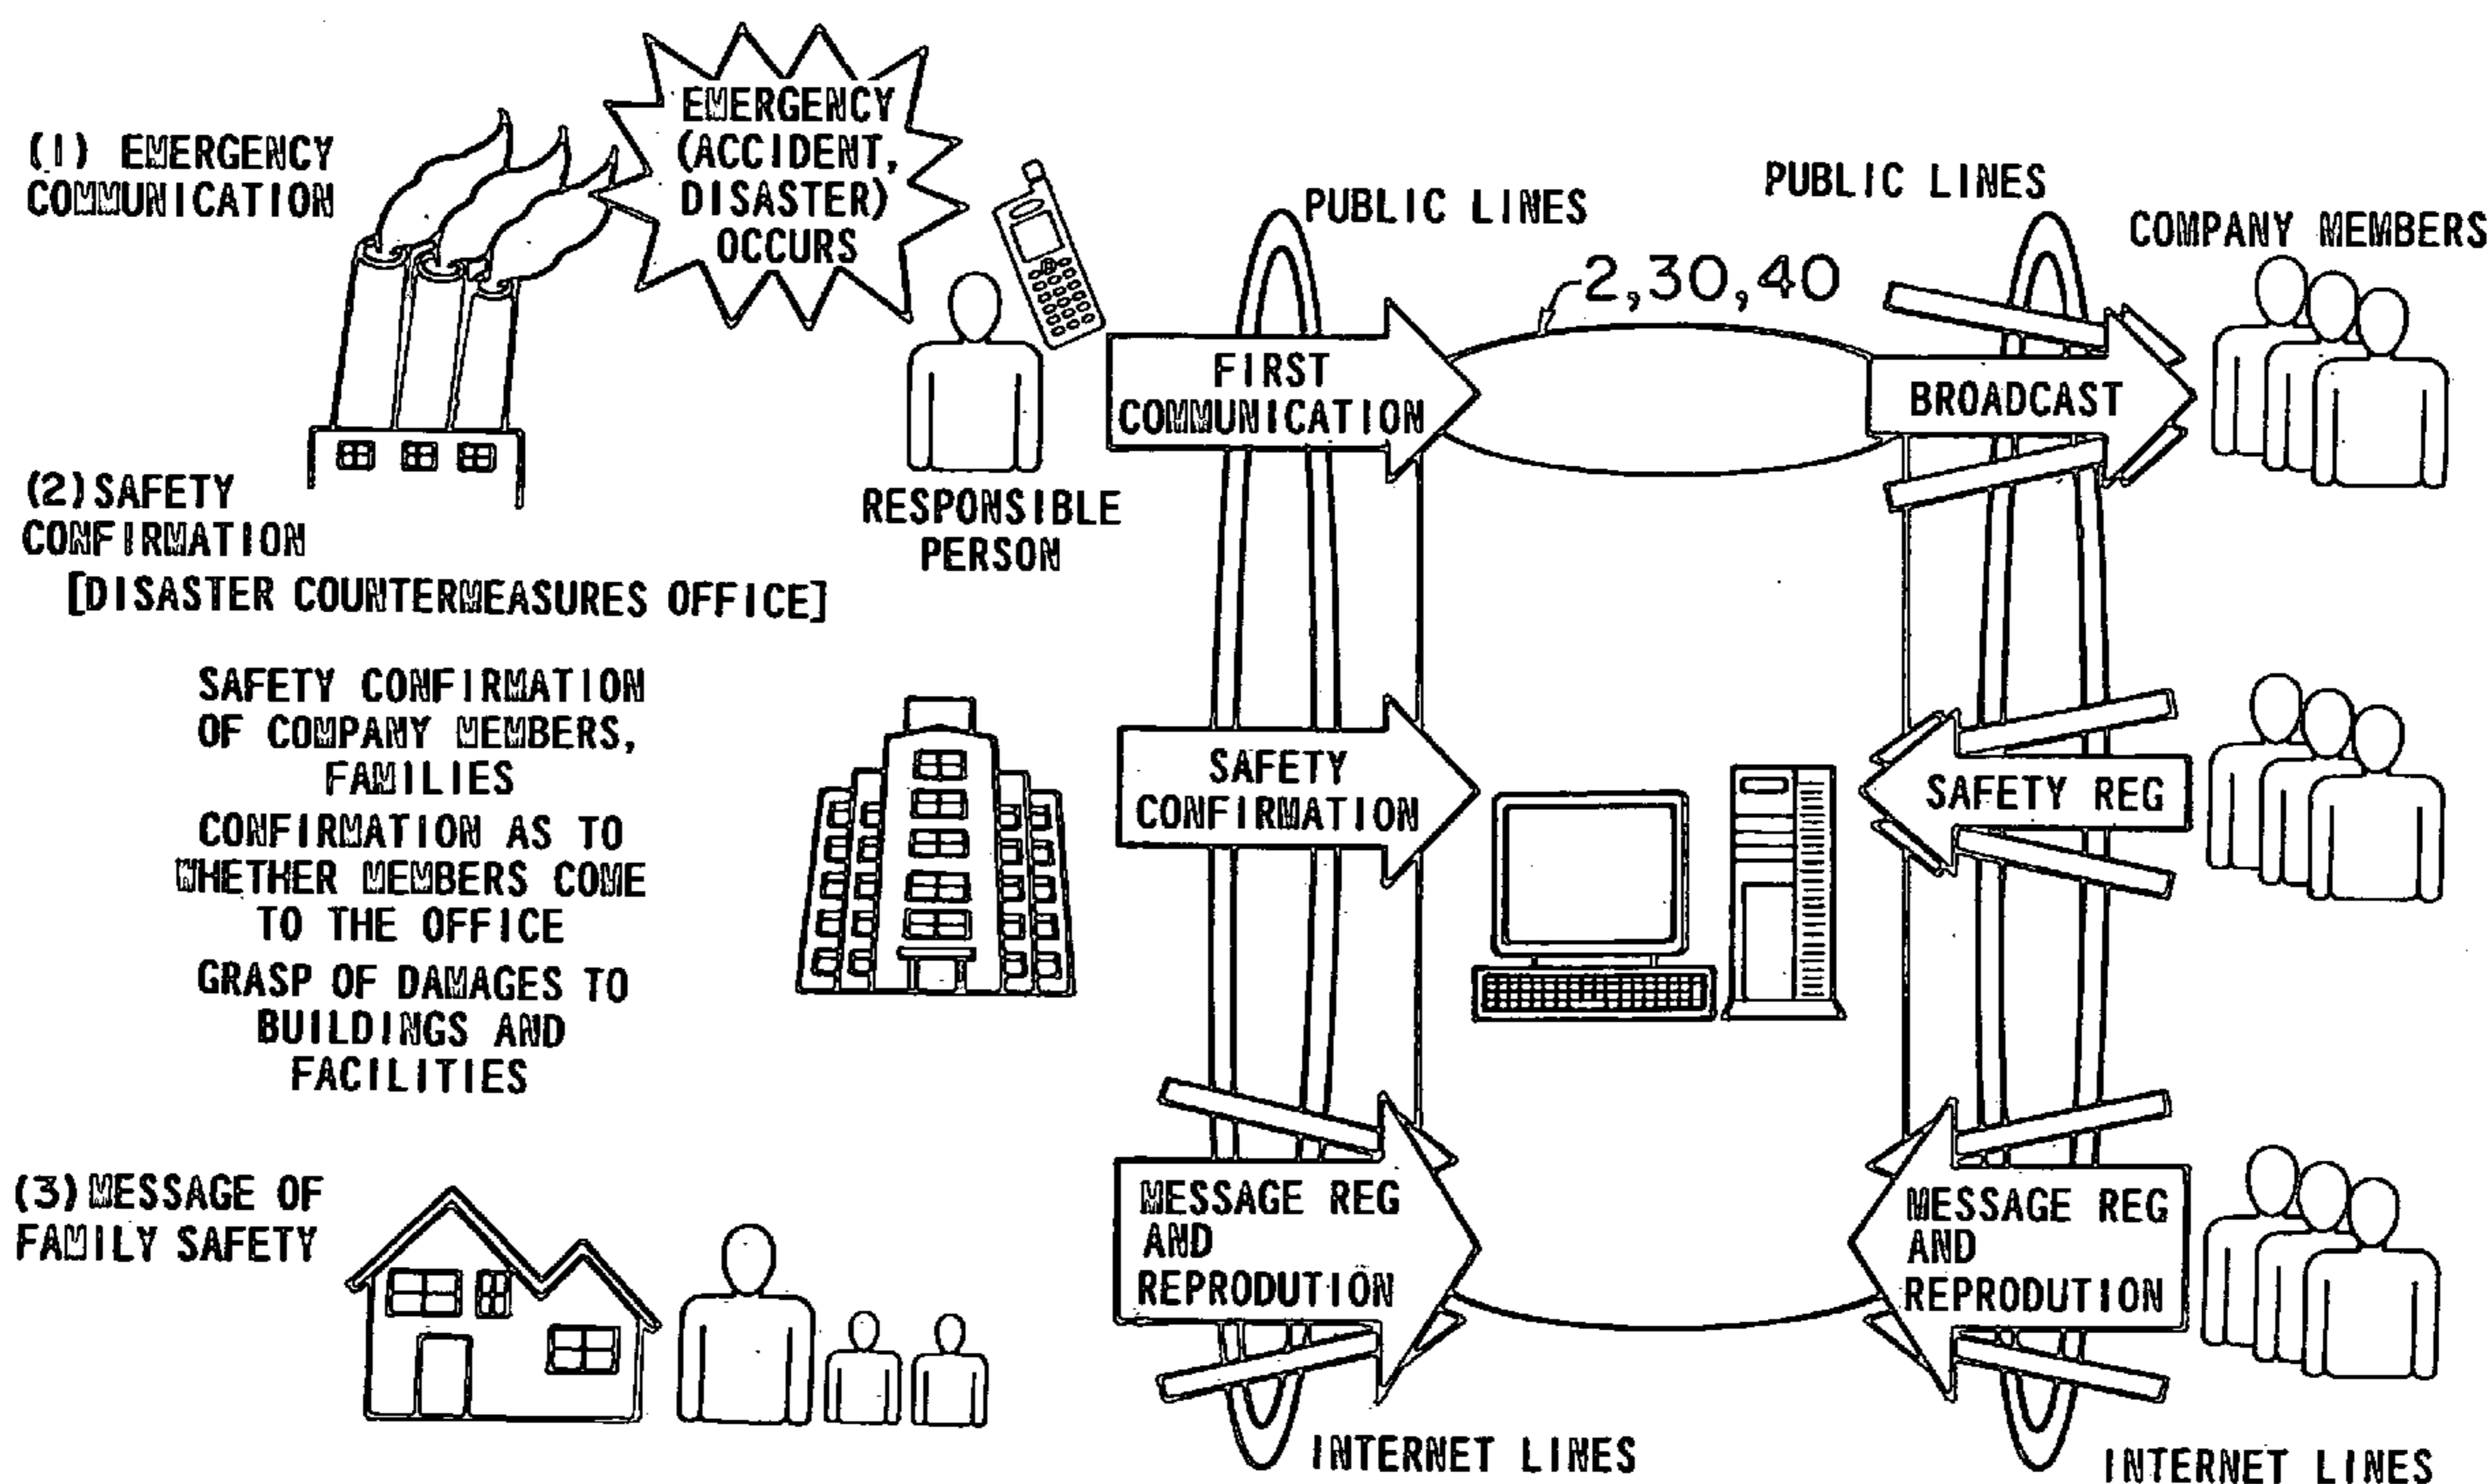 (1) EMERGENCY
COMMUNICATION
EMERGENCY
(ACCIDENT,
DISASTER)
OCCURS
RESPONSIBLE
PERSON
PUBLIC LINES
PUBLIC LINES
COMPANY MEMBERS
2,30,40
FIRST
COMMUNICATION
BROADCAST
(2) SAFETY
CONFIRMATION
[DISASTER COUNTERMEASURES OFFICE]
SAFETY CONFIRMATION
OF COMPANY MEMBERS,
FAMILIES
CONFIRMATION AS TO
WHETHER MEMBERS COME
TO THE OFFICE
GRASP OF DAMAGES TO
BUILDINGS AND
FACILITIES
SAFETY
CONFIRMATION
SAFETY REG
(3) MESSAGE OF
FAMILY SAFETY
MESSAGE REG
AND
REPRODUTION
MESSAGE REG
AND
REPRODUTION
INTERNET LINES
INTERNET LINES